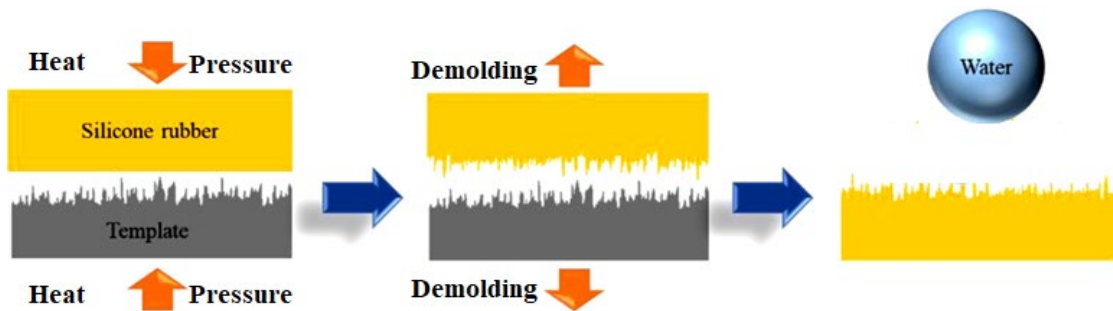 Heat Pressure
Silicone rubber
Template
Heat Pressure
Demolding
Demolding
Water